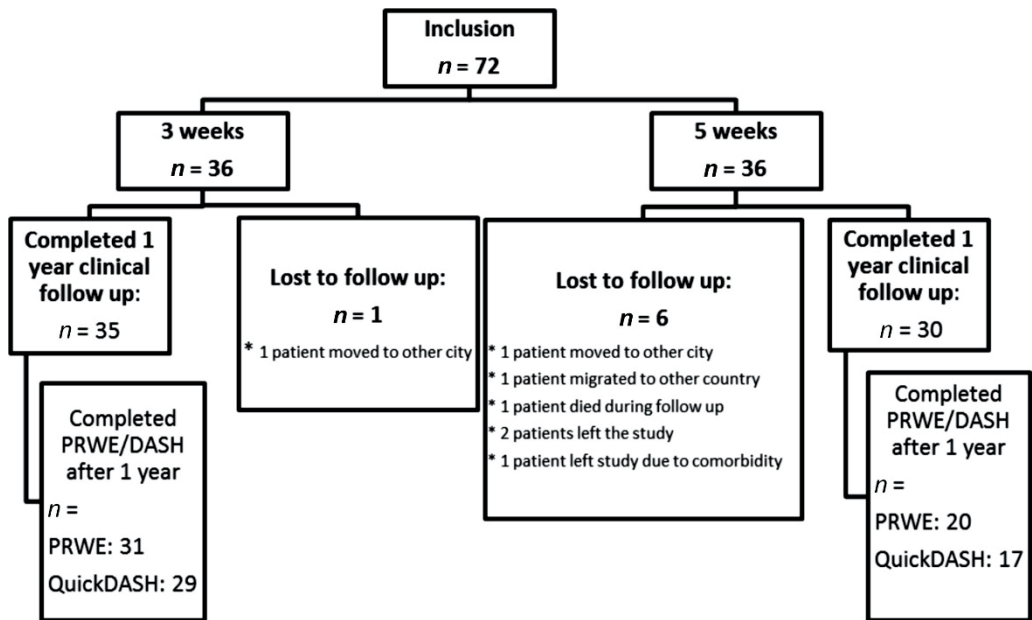 Inclusion
n = 72
3 weeks
n = 36
5 weeks
n = 36
Completed 1
year clinical
follow up:
n = 35
Lost to follow up:
n = 1
* 1 patient moved to other city
Lost to follow up:
n = 6
* 1 patient moved to other city
* 1 patient migrated to other country
* 1 patient died during follow up
* 2 patients left the study
* 1 patient left study due to comorbidity
Completed 1
year clinical
follow up:
n = 30
Completed
PRWE/DASH
after 1 year
n =
PRWE: 31
QuickDASH: 29
Completed
PRWE/DASH
after 1 year
n =
PRWE: 20
QuickDASH: 17